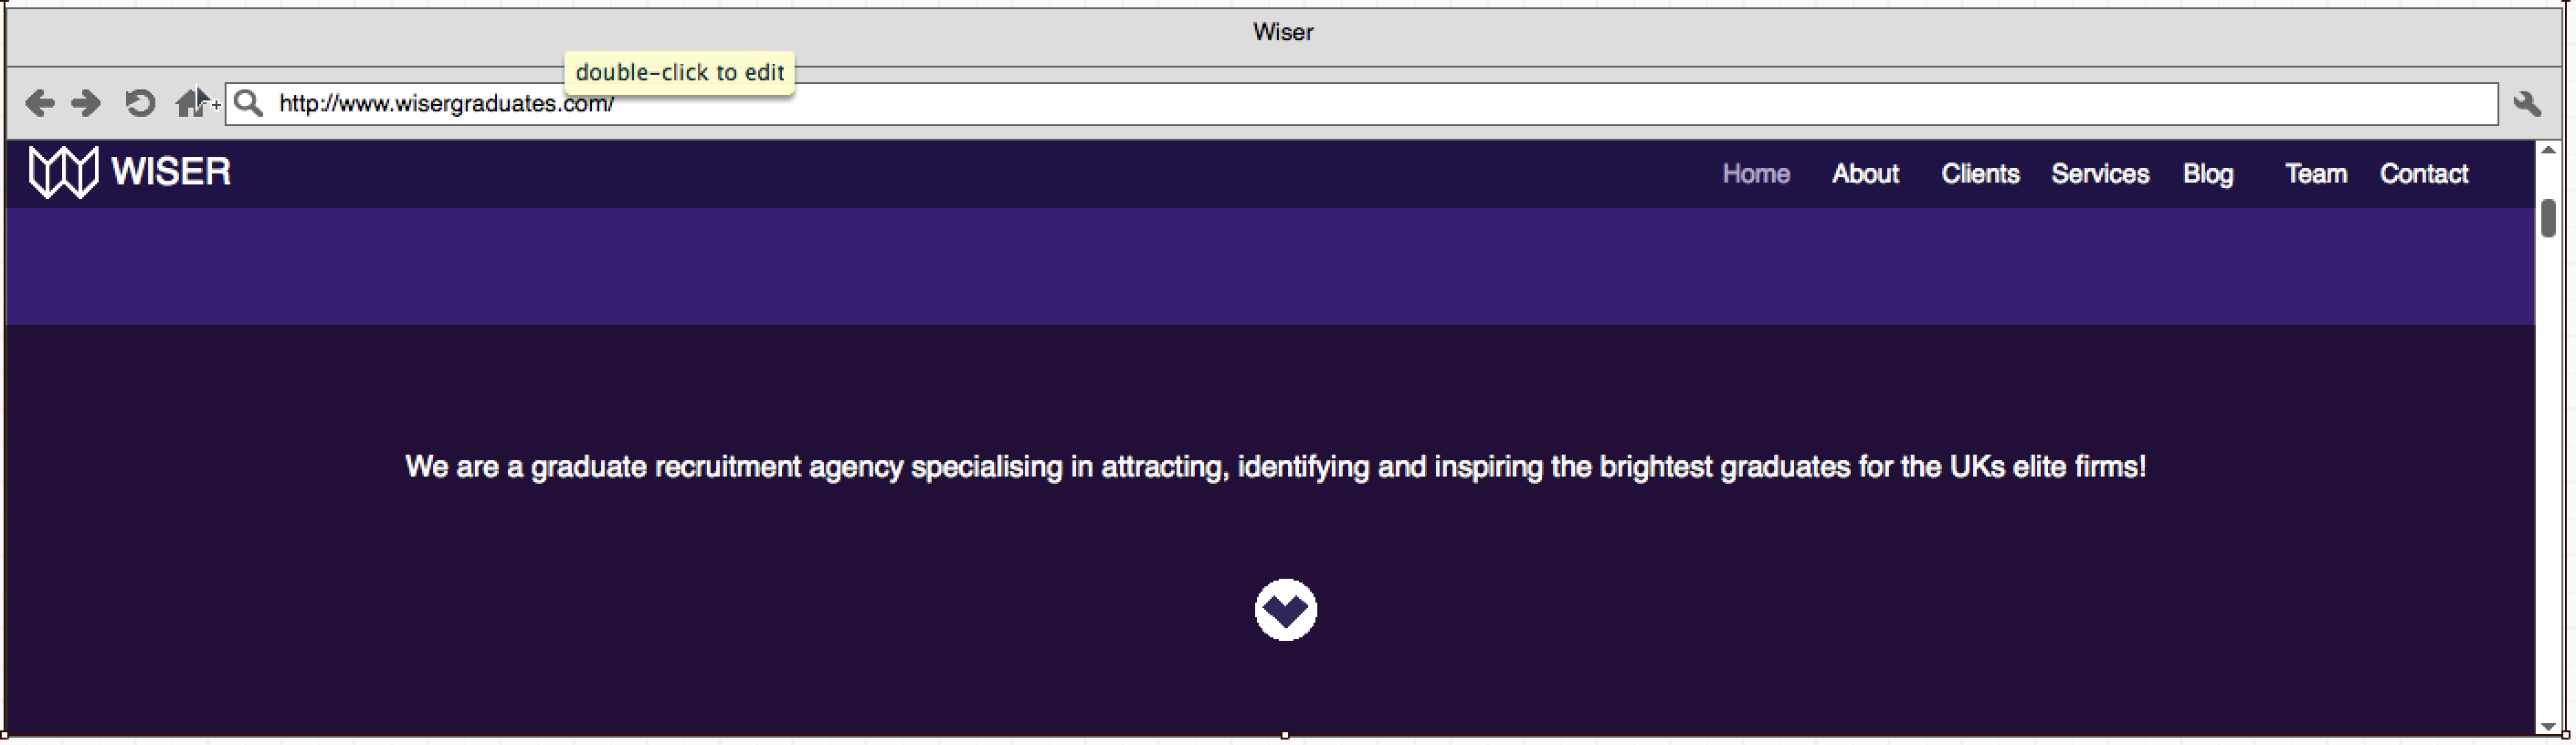 Wiser
double-click to edit
http://www.wisergraduates.com/
WISER
Home About Clients Services Blog Team Contact
We are a graduate recruitment agency specialising in attracting, identifying and inspiring the brightest graduates for the UKs elite firms!